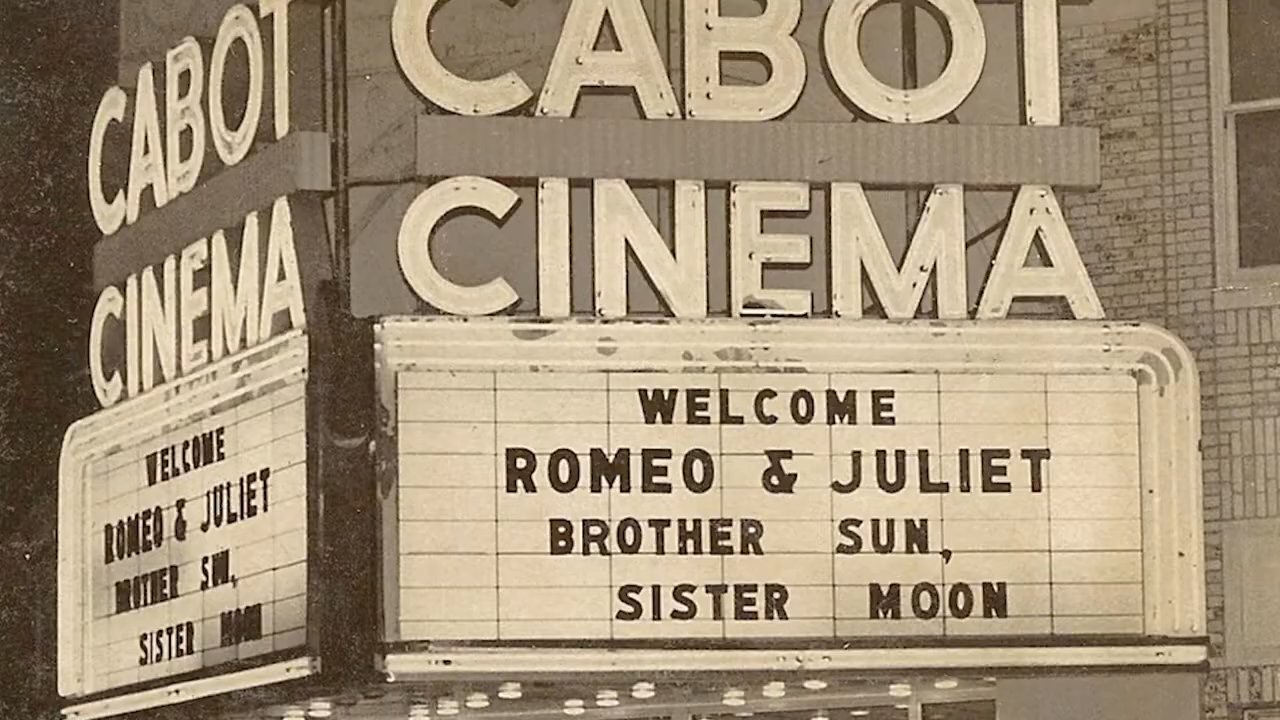 CABOT
CINEMA
WELCOME
ROMEO & JULIET
BROTHER SUN,
SISTER MOON
CABOT
CINEMA
WELCOME
ROMEO & JULIET
BROTHER SUN,
SISTER MOON